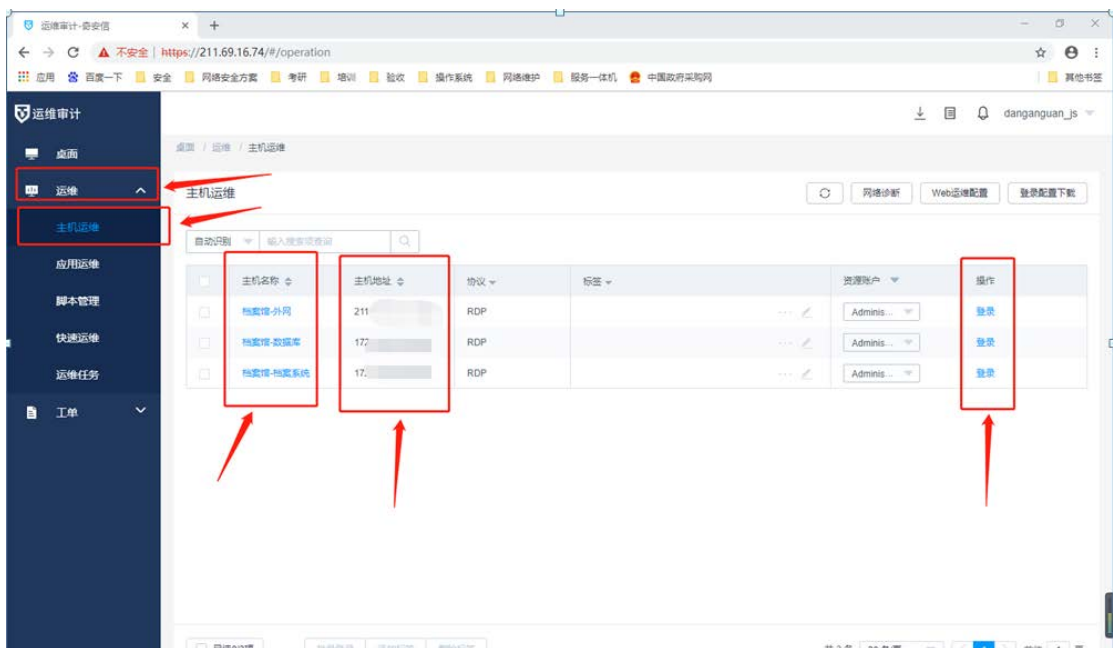 运维审计-奇安信
不安全 | https://211.69.16.74/#/operation
应用 百度一下 安全 网络安全方案 考研 培训 验收 操作系统 网络维护 服务一体机 中国政府采购网 其他书签
运维审计
danganguan_js
桌面
桌面 / 运维 / 主机运维
运维
主机运维
网络诊断 Web运维配置 登录配置下载
主机运维
自动识别 输入搜索项查询
应用运维
主机名称 主机地址 协议 标签 资源账户 操作
脚本管理
档案馆-外网 211 RDP ... Adminis... 登录
快速运维
档案馆-数据库 172 RDP ... Adminis... 登录
运维任务
档案馆-档案系统 17. RDP ... Adminis... 登录
工单